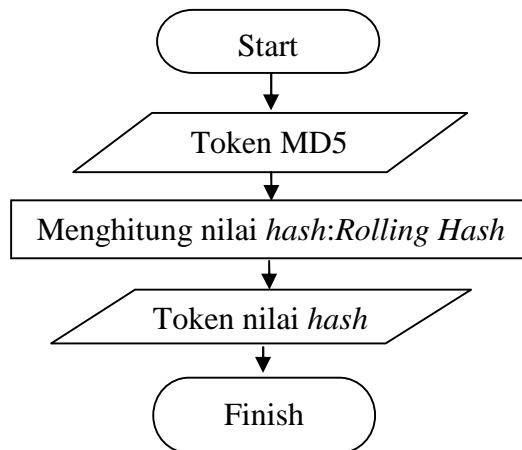 Start
Token MD5
Menghitung nilai hash:Rolling Hash
Token nilai hash
Finish